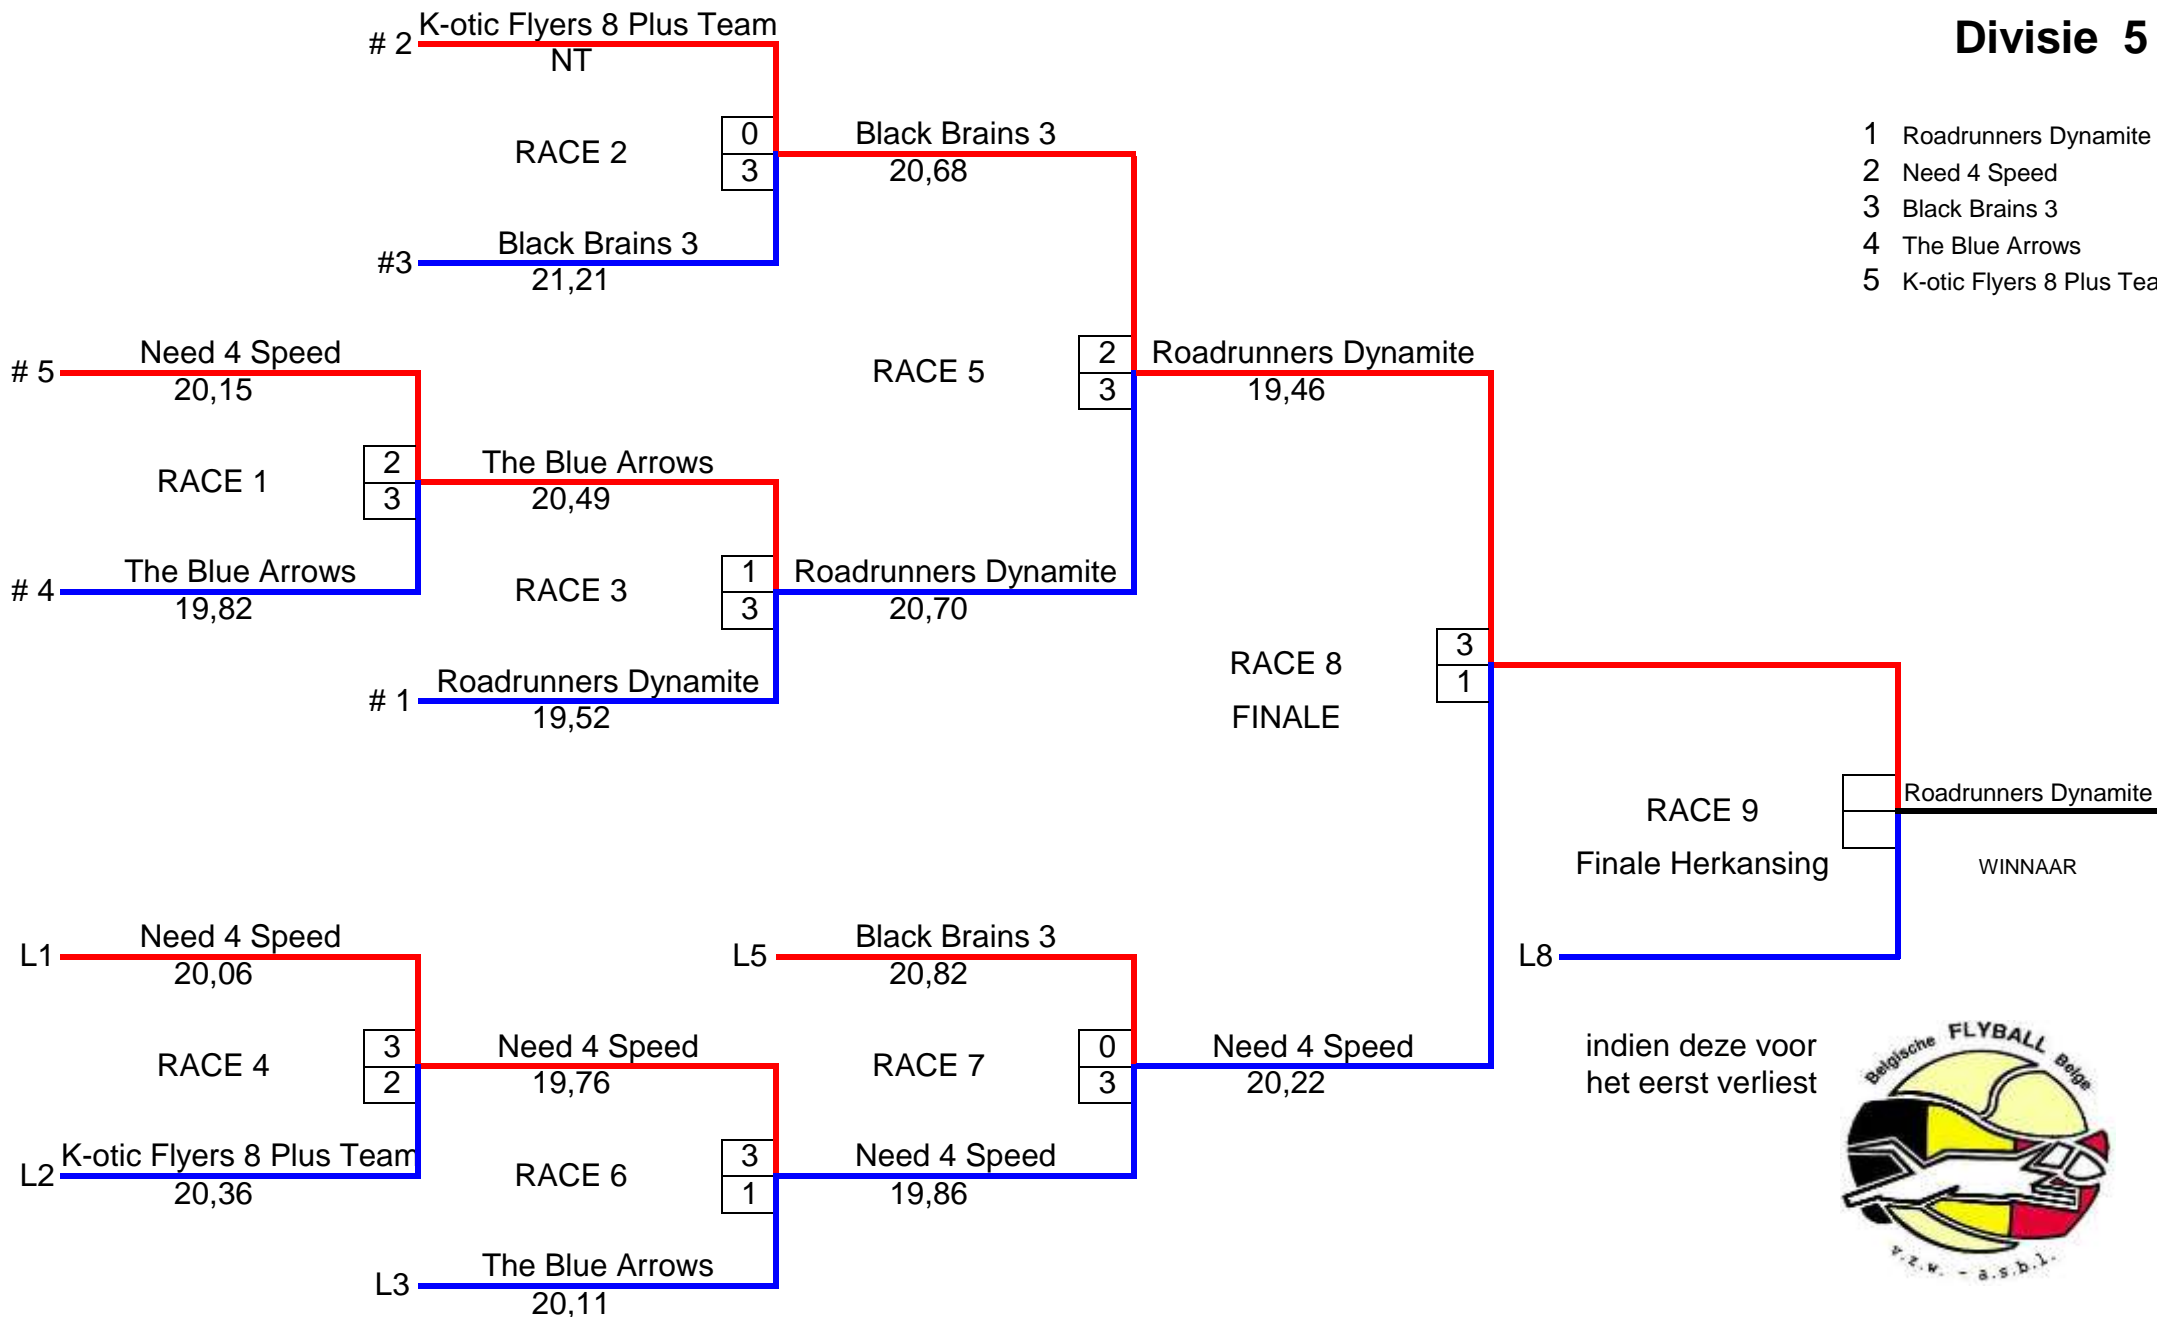 Divisie 5
K-otic Flyers 8 Plus Team
# 2
NT
RACE 2
0
3
Black Brains 3
20,68
#3
Black Brains 3
21,21
1 Roadrunners Dynamite
2 Need 4 Speed
3 Black Brains 3
4 The Blue Arrows
5 K-otic Flyers 8 Plus Tea
# 5
Need 4 Speed
20,15
RACE 1
2
3
The Blue Arrows
20,49
# 4
The Blue Arrows
19,82
RACE 3
1
3
Roadrunners Dynamite
20,70
# 1
Roadrunners Dynamite
19,52
RACE 5
2
3
Roadrunners Dynamite
19,46
RACE 8
FINALE
3
1
RACE 9
Finale Herkansing
Roadrunners Dynamite
WINNAAR
L1
Need 4 Speed
20,06
RACE 4
3
2
Need 4 Speed
19,76
L2
K-otic Flyers 8 Plus Team
20,36
RACE 6
3
1
Need 4 Speed
19,86
L3
The Blue Arrows
20,11
L5
Black Brains 3
20,82
RACE 7
0
3
Need 4 Speed
20,22
L8
indien deze voor
het eerst verliest
Belgische FLYBALL Belge
v.z.w. - a.s.b.l.